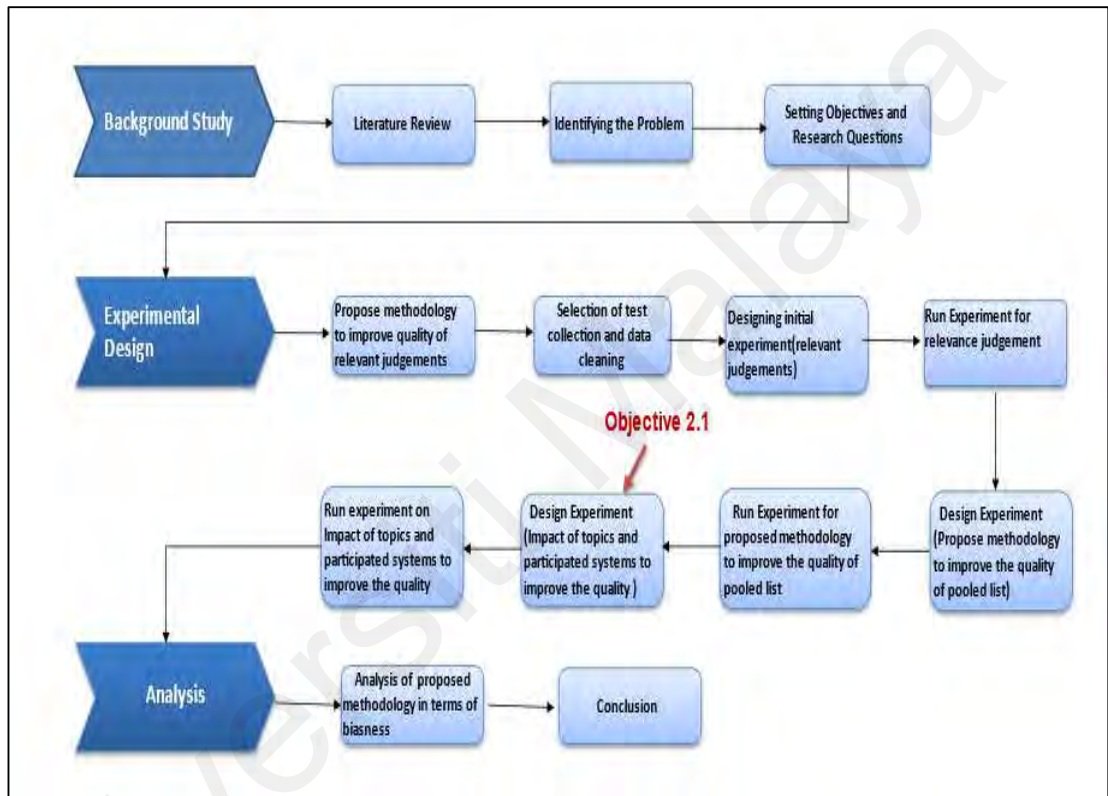 Background Study
Literature Review
Identifying the Problem
Setting Objectives and
Research Questions
Experimental
Design
Propose methodology
to improve quality of
relevant judgements
Selection of test
collection and data
cleaning
Designing initial
experiment(relevant
judgements)
Run Experiment for
relevance judgement
Objective 2.1
Run experiment on
Impact of topics and
participated systems to
improve the quality
Design Experiment
(Impact of topics and
participated systems to
improve the quality )
Run Experiment for
proposed methodology
to improve the quality of
pooled list
Design Experiment
(Propose methodology
to improve the quality
of pooled list)
Analysis
Analysis of proposed
methodology in terms of
biasness
Conclusion
versiti Malaya